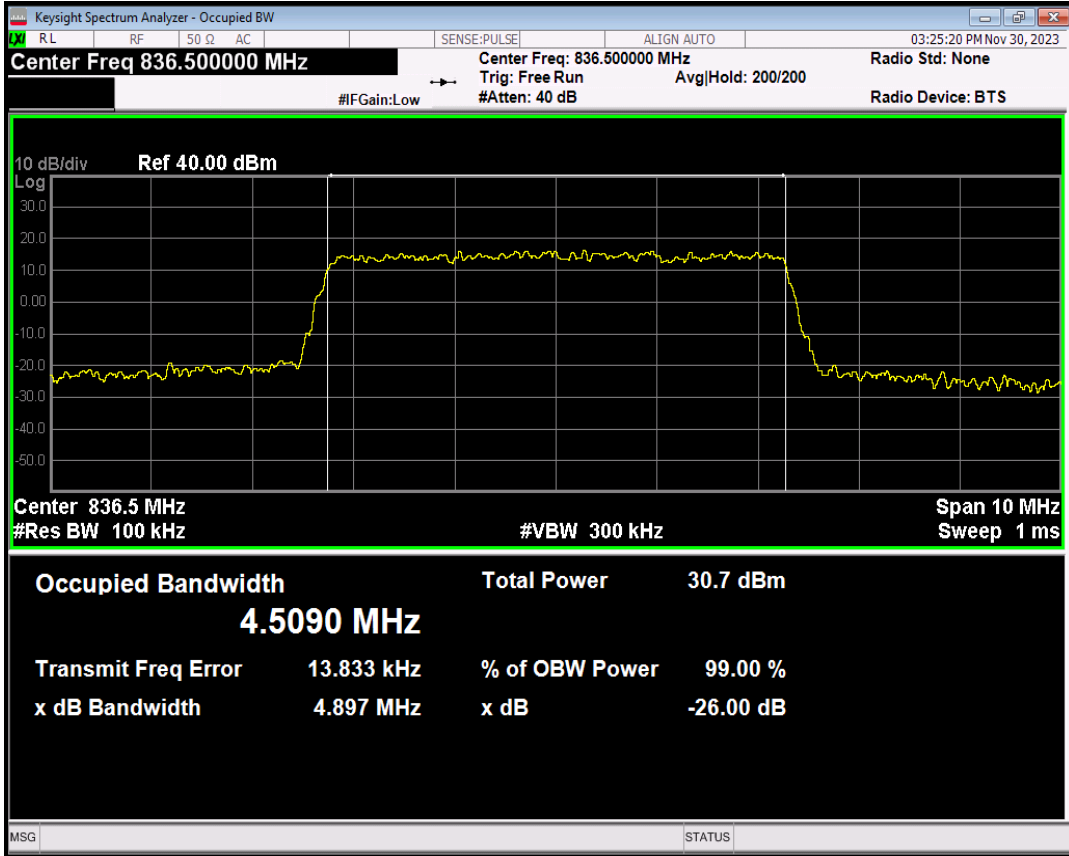 Keysight Spectrum Analyzer - Occupied BW
LXI RL RF 50 Ω AC SENSE:PULSE ALIGN AUTO 03:25:20 PM Nov 30, 2023
Center Freq 836.500000 MHz Center Freq: 836.500000 MHz Radio Std: None
Trig: Free Run Avg|Hold: 200/200
#IFGain:Low #Atten: 40 dB Radio Device: BTS
10 dB/div Ref 40.00 dBm
Log
30.0
20.0
10.0
0.00
-10.0
-20.0
-30.0
-40.0
-50.0
Center 836.5 MHz Span 10 MHz
#Res BW 100 kHz #VBW 300 kHz Sweep 1 ms
Occupied Bandwidth Total Power 30.7 dBm
4.5090 MHz
Transmit Freq Error 13.833 kHz % of OBW Power 99.00 %
x dB Bandwidth 4.897 MHz x dB -26.00 dB
MSG STATUS